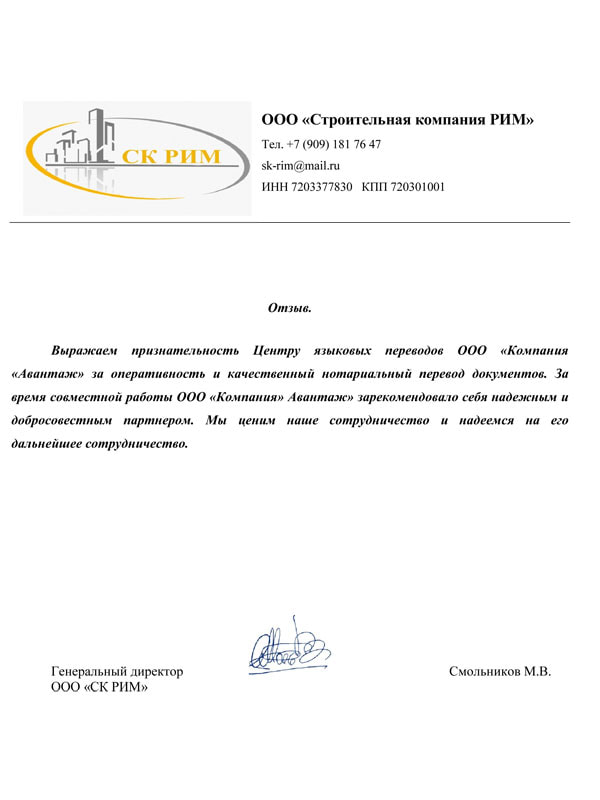 СК РИМ
ООО «Строительная компания РИМ»
Тел. +7 (909) 181 76 47
sk-rim@mail.ru
ИНН 7203377830 КПП 720301001
Отзыв.
Выражаем признательность Центру языковых переводов ООО «Компания
«Авантаж» за оперативность и качественный нотариальный перевод документов. За
время совместной работы ООО «Компания» Авантаж» зарекомендовало себя надежным и
добросовестным партнером. Мы ценим наше сотрудничество и надеемся на его
дальнейшее сотрудничество.
Генеральный директор
Смольников М.В.
ООО «СК РИМ»